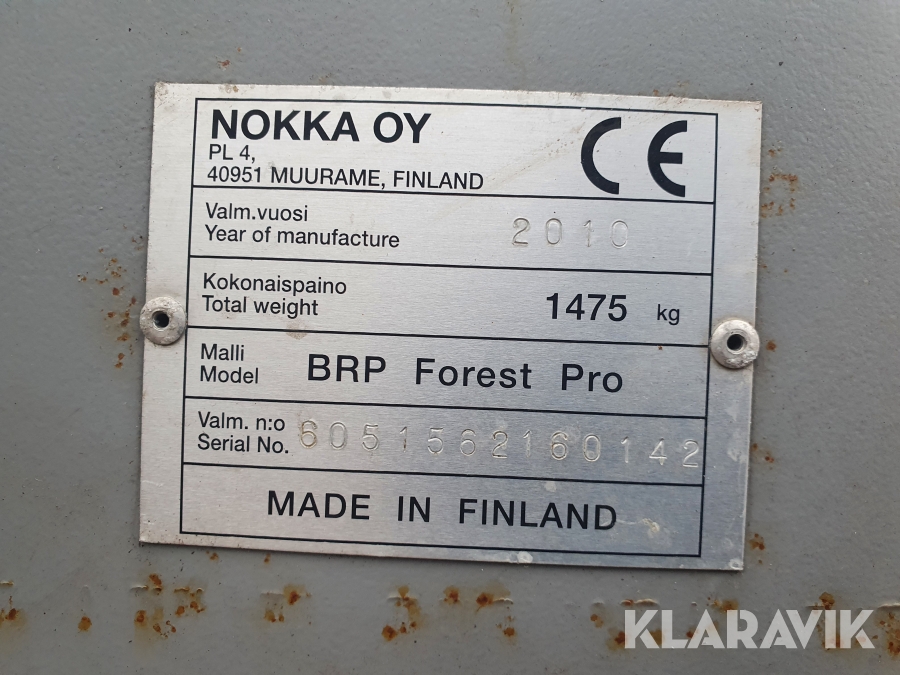 NOKKA OY
PL 4,
40951 MUURAME, FINLAND
CE
Valm.vuosi
Year of manufacture
2010
Kokonaispaino
Total weight
1475 kg
Malli
Model
BRP Forest Pro
Valm. n:o
Serial No.
6051562160142
MADE IN FINLAND
KLARAVIK